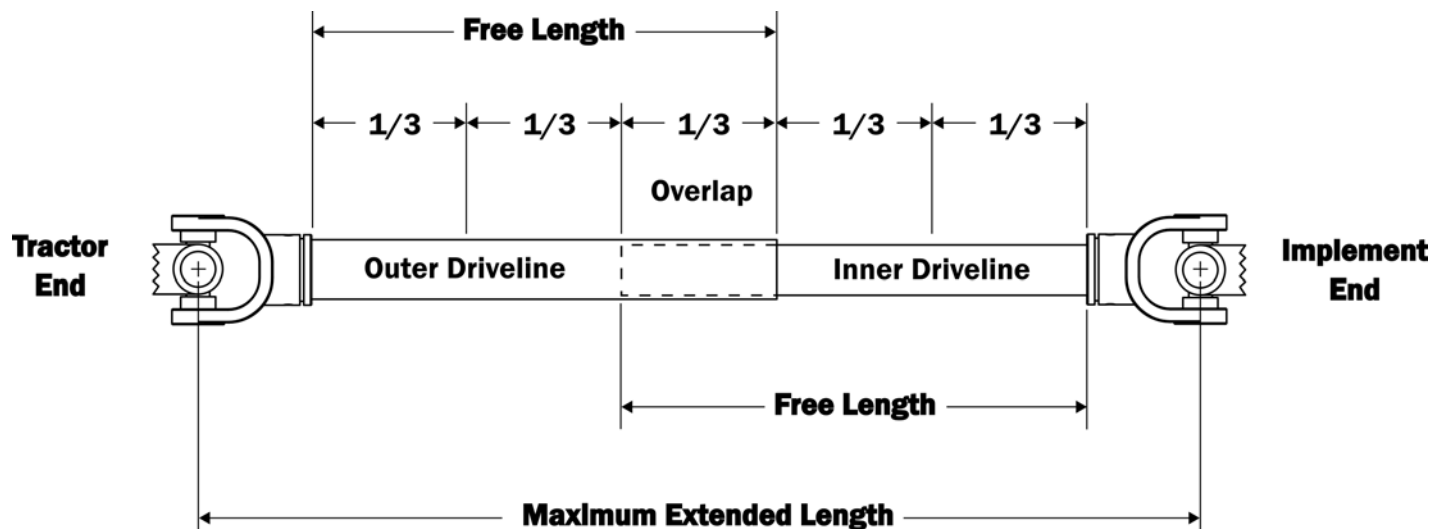 Free Length
1/3 1/3 1/3 1/3 1/3
Overlap
Tractor
End
Outer Driveline
Inner Driveline
Implement
End
Free Length
Maximum Extended Length